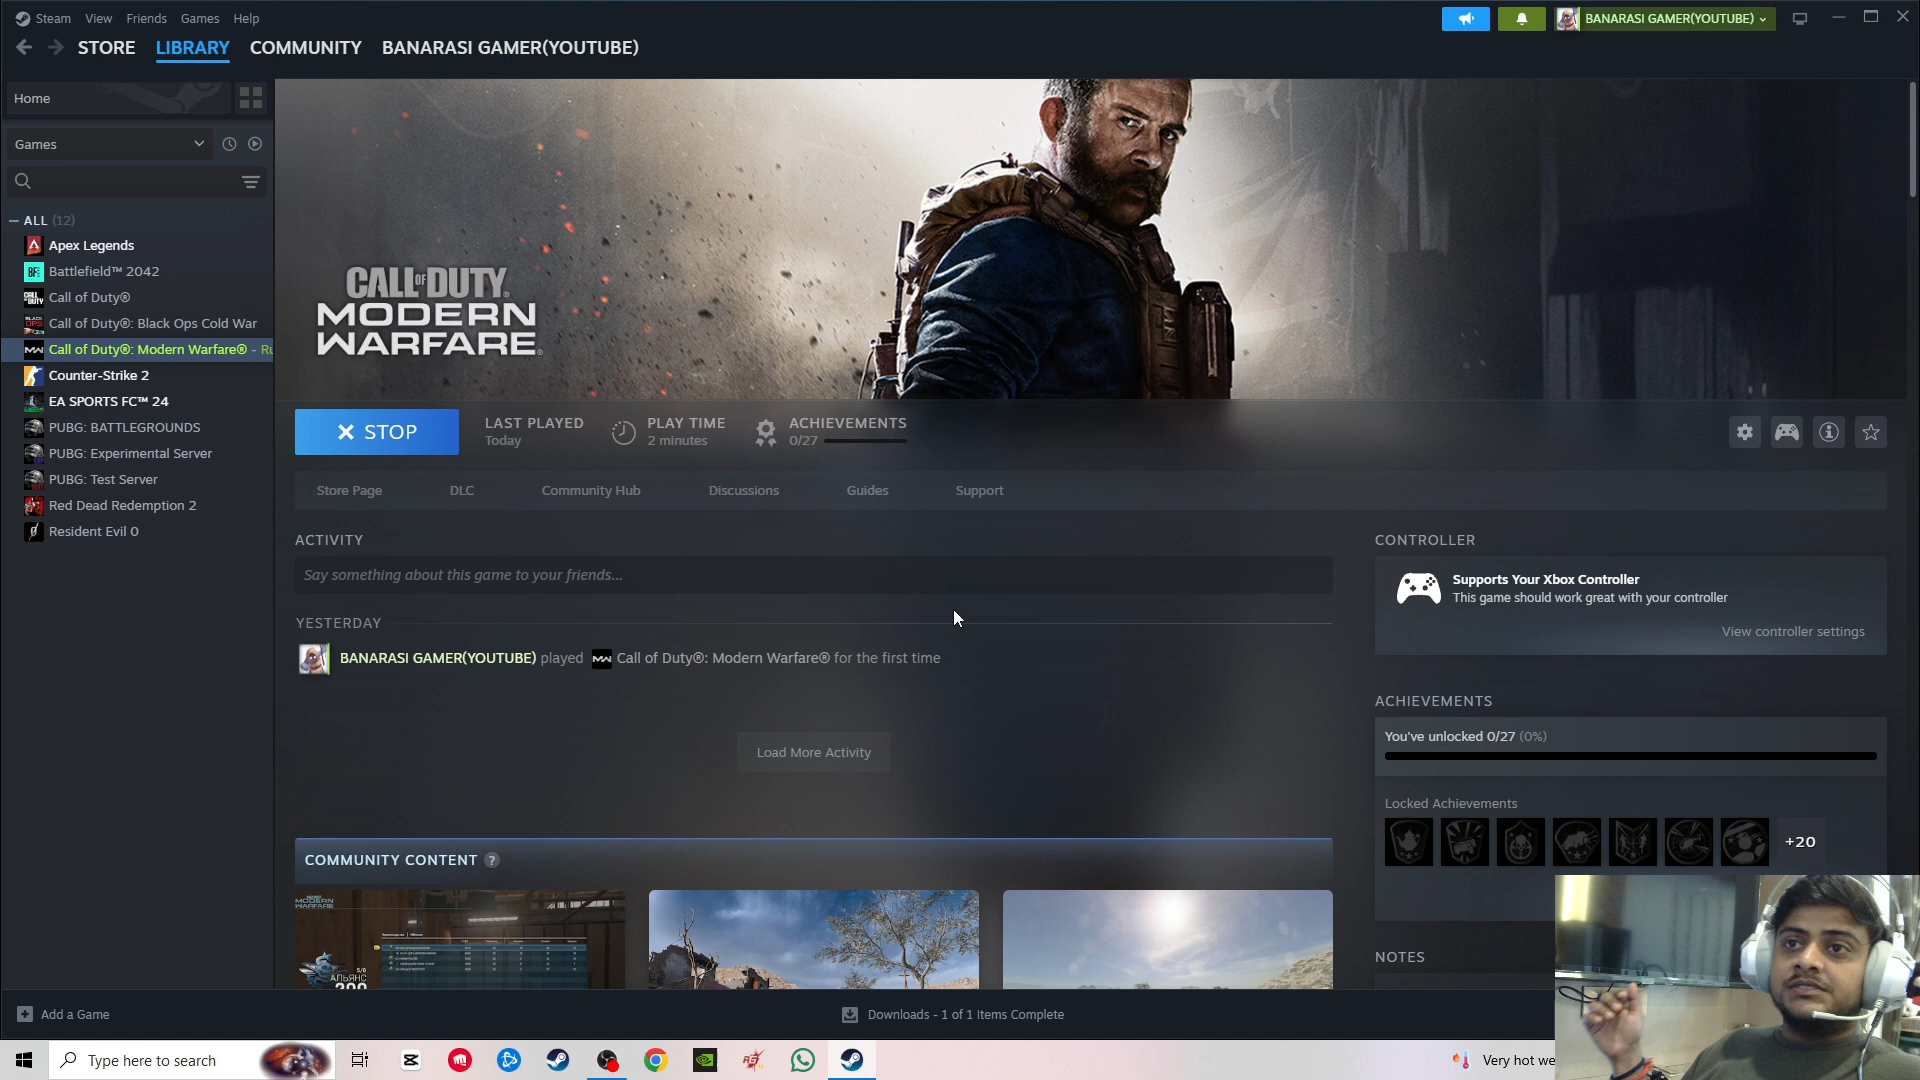 Steam View Friends Games Help
BANARASI GAMER(YOUTUBE)
STORE LIBRARY COMMUNITY BANARASI GAMER(YOUTUBE)
Home
Games
ALL (12)
Apex Legends
Battlefield™ 2042
Call of Duty®
Call of Duty®: Black Ops Cold War
Call of Duty®: Modern Warfare® - Ru
Counter-Strike 2
EA SPORTS FC™ 24
PUBG: BATTLEGROUNDS
PUBG: Experimental Server
PUBG: Test Server
Red Dead Redemption 2
Resident Evil 0
CALL OF DUTY®
MODERN
WARFARE®
STOP
LAST PLAYED
Today
PLAY TIME
2 minutes
ACHIEVEMENTS
0/27
Store Page DLC Community Hub Discussions Guides Support
ACTIVITY
Say something about this game to your friends...
YESTERDAY
BANARASI GAMER(YOUTUBE) played Call of Duty®: Modern Warfare® for the first time
Load More Activity
COMMUNITY CONTENT ?
MODERN
WARFARE
АЛЬЯНС
CONTROLLER
Supports Your Xbox Controller
This game should work great with your controller
View controller settings
ACHIEVEMENTS
You've unlocked 0/27 (0%)
Locked Achievements
+20
NOTES
Add a Game
Downloads - 1 of 1 Items Complete
Type here to search
Very hot we